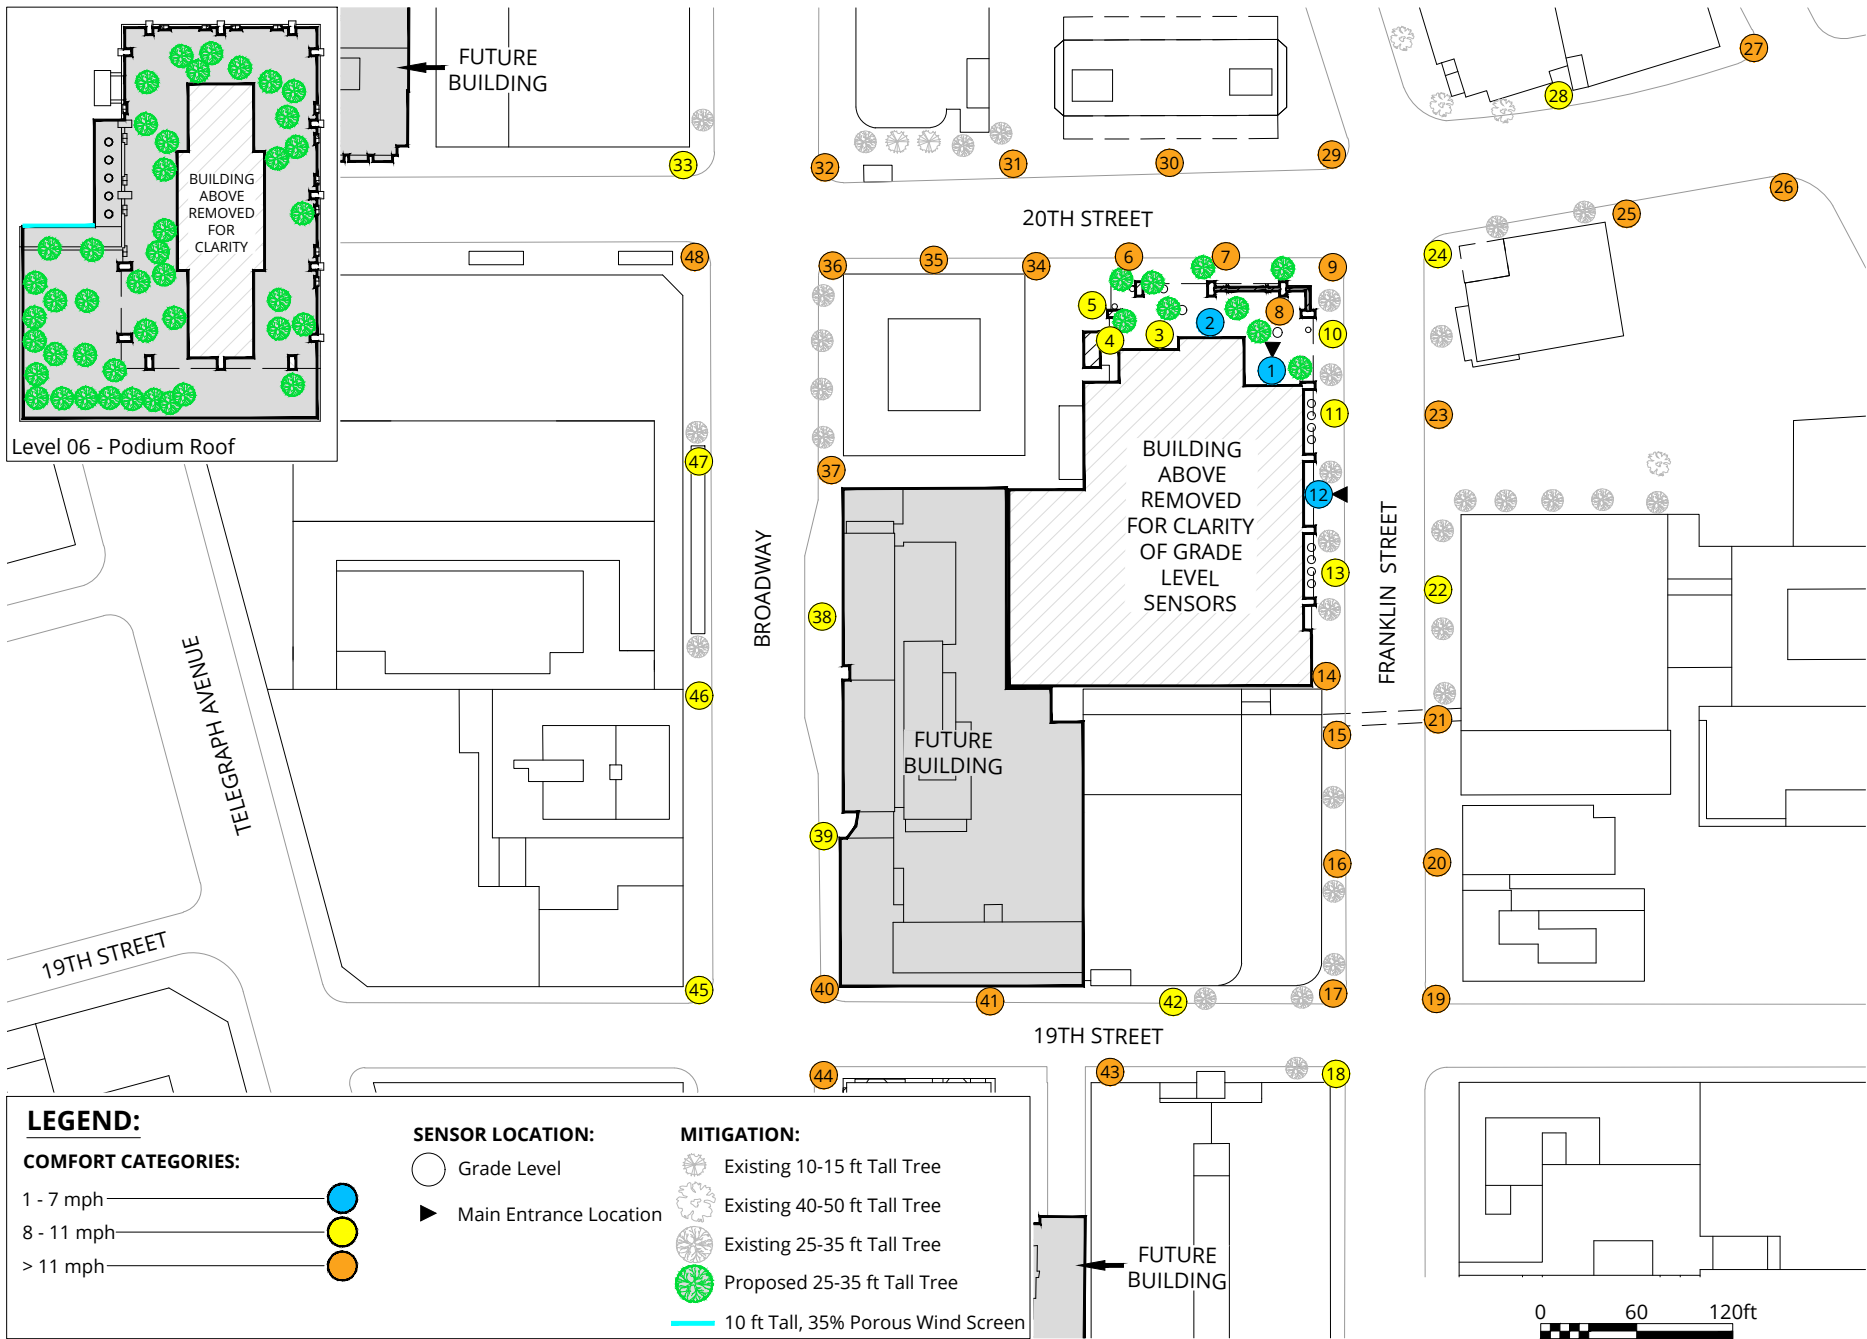 FUTURE
BUILDING
BUILDING
ABOVE
REMOVED
FOR
CLARITY
Level 06 - Podium Roof
27
28
33
32
31
30
29
26
25
20TH STREET
48
36
35
34
6
7
9
24
5
8
2
10
4
3
1
23
11
47
37
BUILDING
ABOVE
REMOVED
FOR CLARITY
OF GRADE
LEVEL
SENSORS
12
13
22
38
BROADWAY
FRANKLIN STREET
TELEGRAPH AVENUE
46
14
21
15
FUTURE
BUILDING
39
16
20
19TH STREET
45
40
41
42
17
19
19TH STREET
44
43
18
LEGEND:
COMFORT CATEGORIES:
1 - 7 mph
8 - 11 mph
> 11 mph
SENSOR LOCATION:
Grade Level
Main Entrance Location
MITIGATION:
Existing 10-15 ft Tall Tree
Existing 40-50 ft Tall Tree
Existing 25-35 ft Tall Tree
Proposed 25-35 ft Tall Tree
10 ft Tall, 35% Porous Wind Screen
FUTURE
BUILDING
0 60 120ft